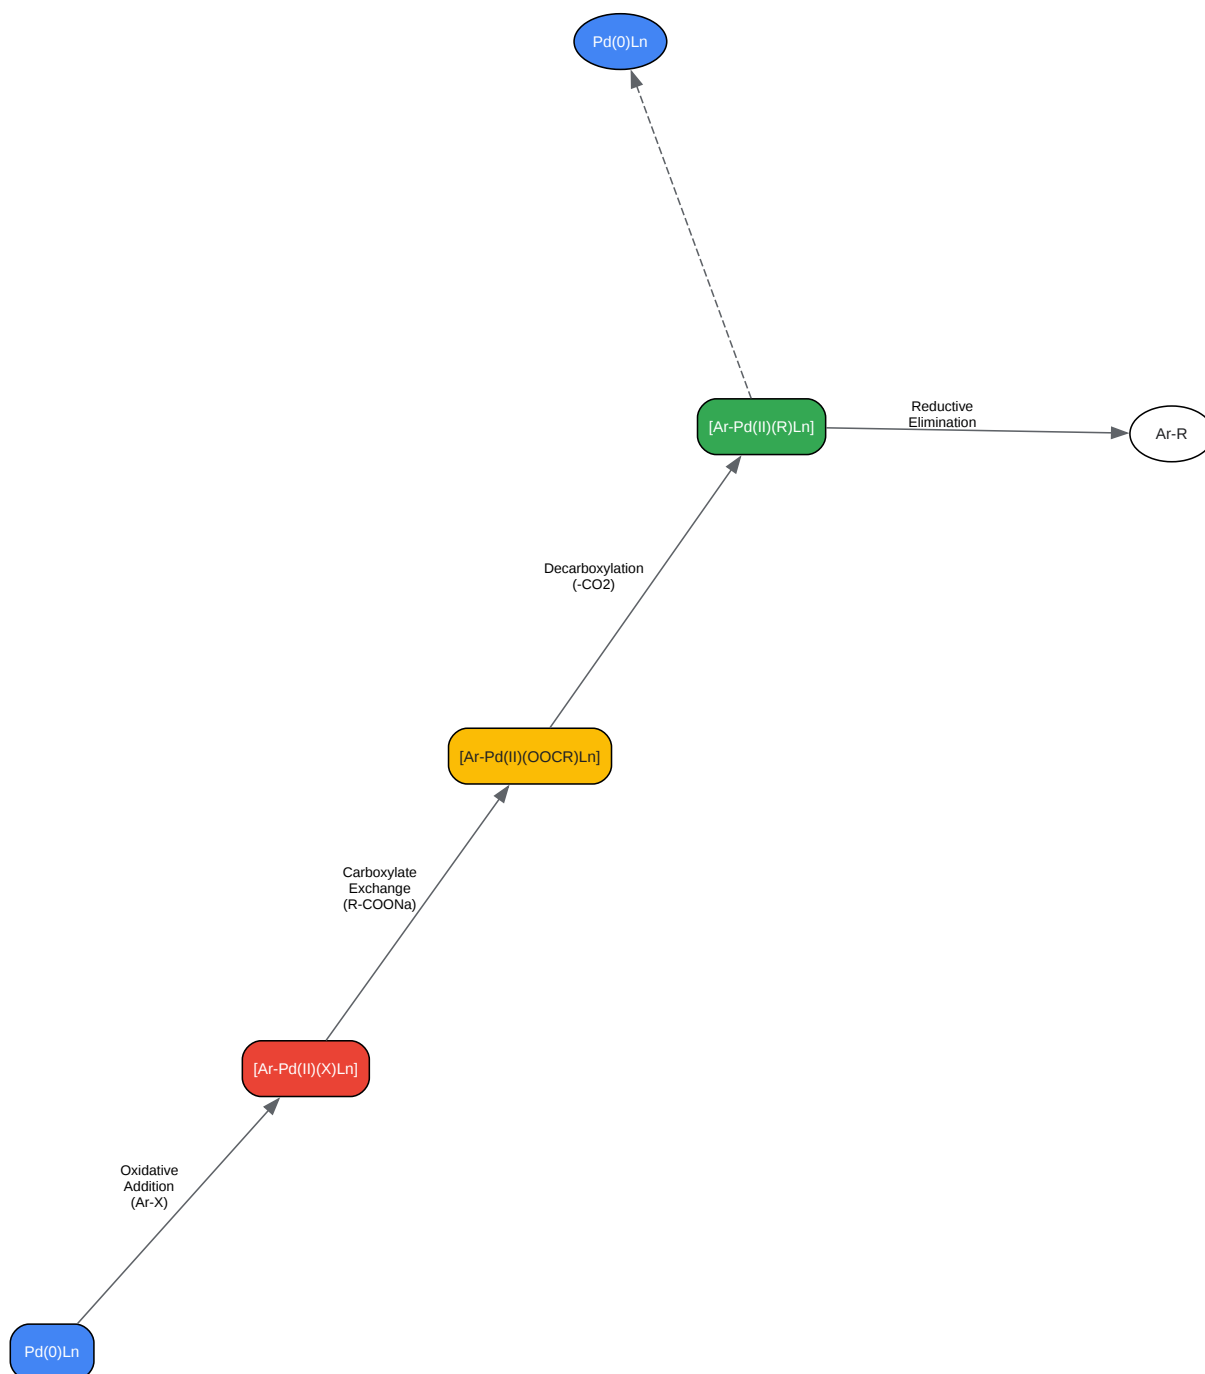 Pd(0)Ln
[Ar-Pd(II)(R)Ln]
Reductive
Elimination
Ar-R
Decarboxylation
(-CO2)
[Ar-Pd(II)(OOCR)Ln]
Carboxylate
Exchange
(R-COONa)
[Ar-Pd(II)(X)Ln]
Oxidative
Addition
(Ar-X)
Pd(0)Ln